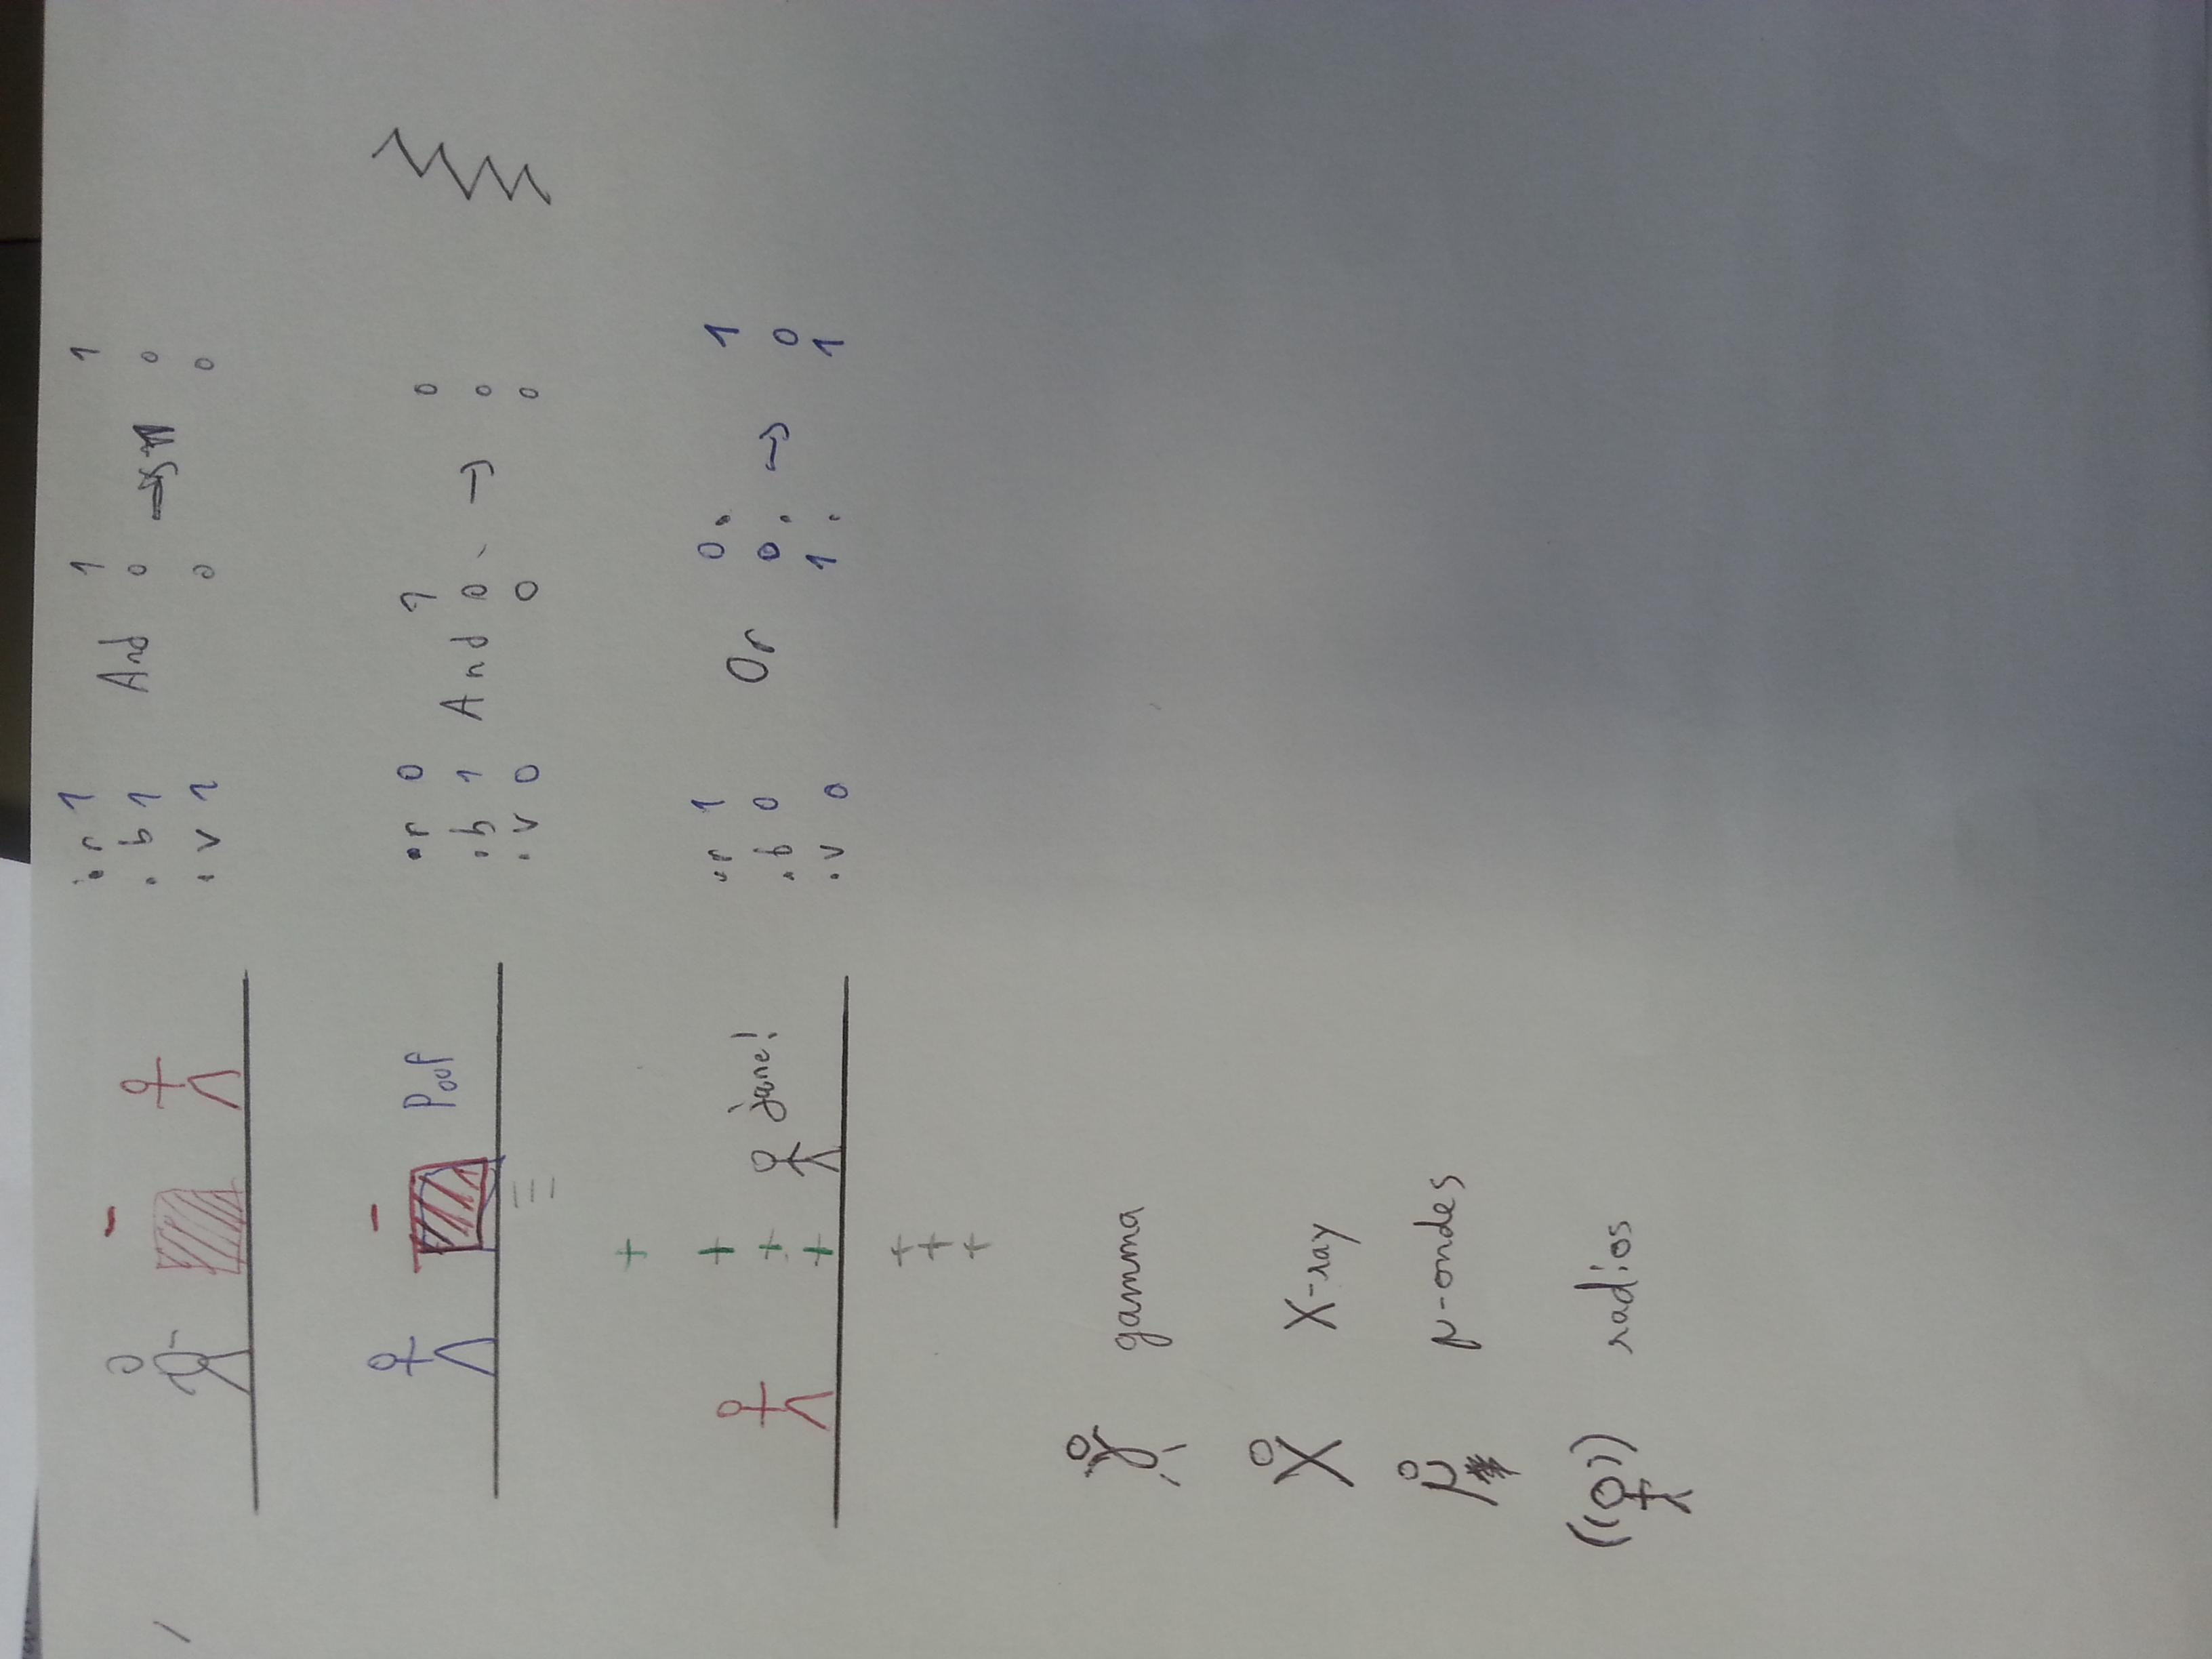 r 1 1 1
b 1 And 0 → 0
v 1 0 0
Pouf
r 0 1 0
b 1 And 0 → 0
v 0 0 0
jane!
r 1 0 1
b 0 Or 0 → 0
v 0 1 1
gamma
X-ray
μ-ondes
radios